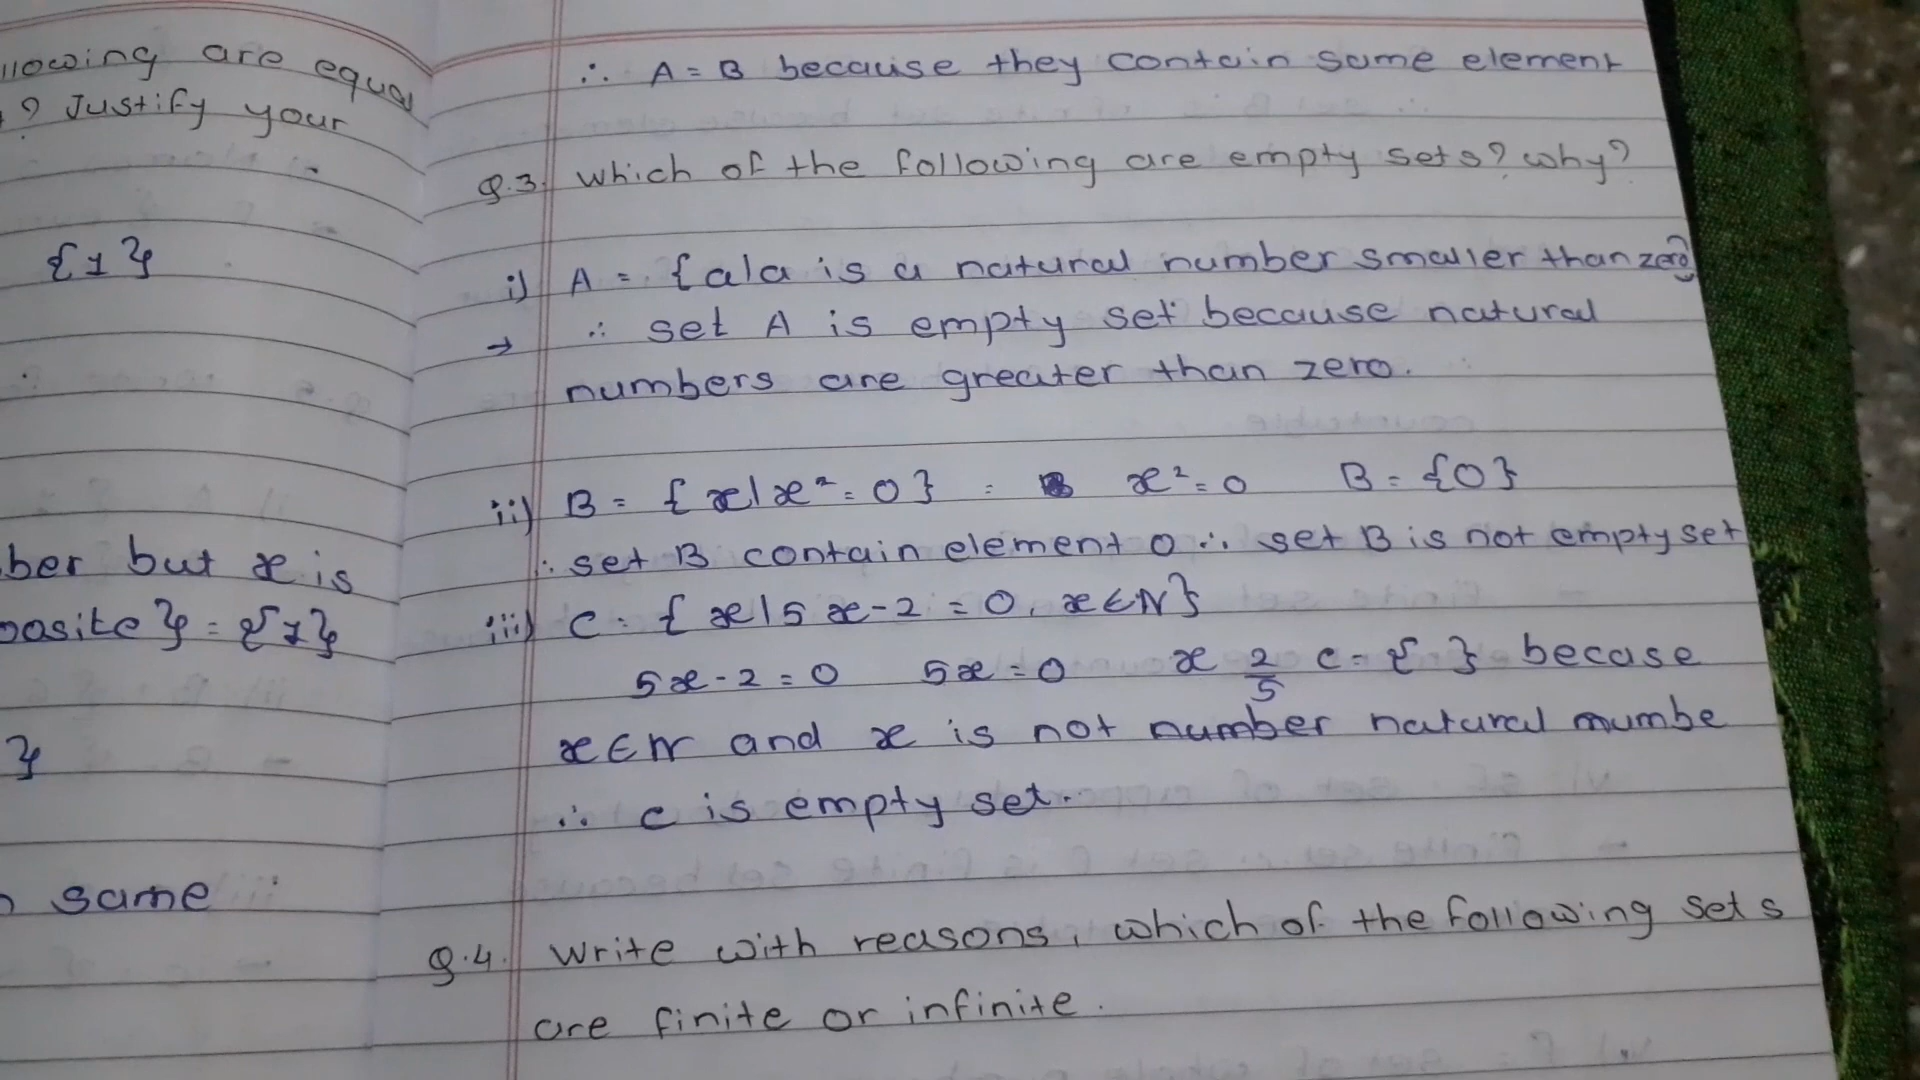 llowing are equal
? Justify your
{1}
ber but x is
posite} = {1}
}
same
∴ A = B because they contain same element
Q.3. Which of the following are empty sets? why?
i) A = {a|a is a natural number smaller than zero}
→ ∴ set A is empty set because natural
numbers are greater than zero.
ii) B = {x|x² = 0} : x² = 0 B = {0}
∴ set B contain element 0 ∴ set B is not empty set
iii) C = {x|5x-2 = 0, x∈N}
5x-2 = 0 5x = 0 x 2/5 C = { } becase
x∈N and x is not number natural mumbe
∴ C is empty set.
Q.4. Write with reasons, which of the following sets
are finite or infinite.